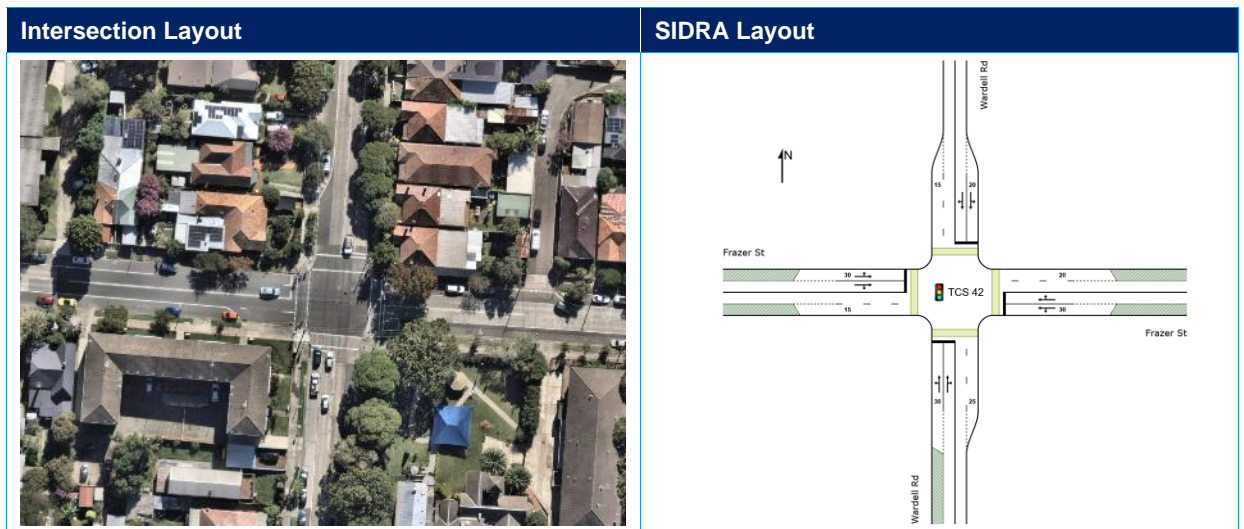 Intersection Layout
SIDRA Layout
Wardell Rd
N
15 20
Frazer St
30 20
TCS 42
15 30
Frazer St
30 25
Wardell Rd